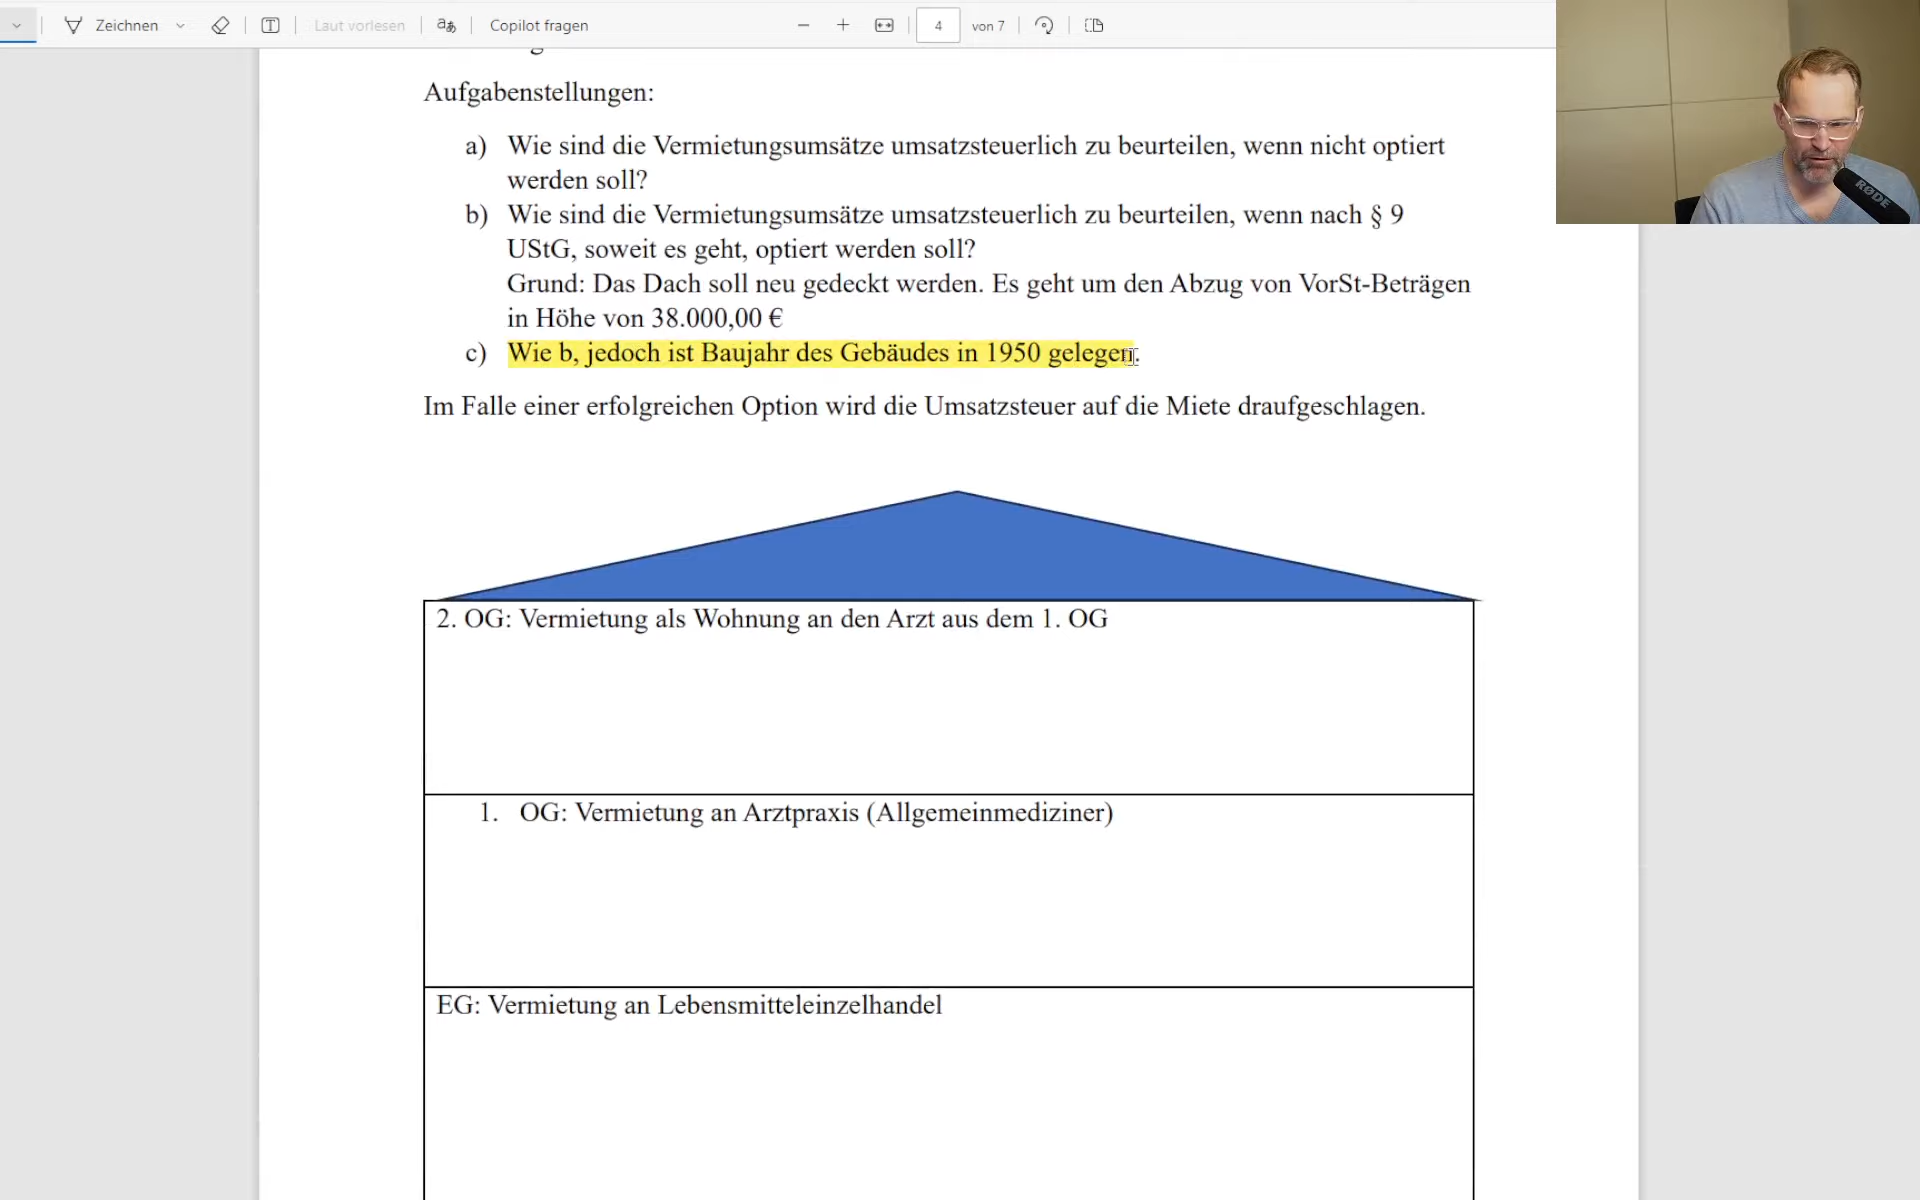 Zeichnen
Laut vorlesen
aあ
Copilot fragen
4 von 7
Aufgabenstellungen:
a) Wie sind die Vermietungsumsätze umsatzsteuerlich zu beurteilen, wenn nicht optiert
werden soll?
b) Wie sind die Vermietungsumsätze umsatzsteuerlich zu beurteilen, wenn nach § 9
UStG, soweit es geht, optiert werden soll?
Grund: Das Dach soll neu gedeckt werden. Es geht um den Abzug von VorSt-Beträgen
in Höhe von 38.000,00 €
c) Wie b, jedoch ist Baujahr des Gebäudes in 1950 gelegen.
Im Falle einer erfolgreichen Option wird die Umsatzsteuer auf die Miete draufgeschlagen.
2. OG: Vermietung als Wohnung an den Arzt aus dem 1. OG
1. OG: Vermietung an Arztpraxis (Allgemeinmediziner)
EG: Vermietung an Lebensmitteleinzelhandel
RØDE